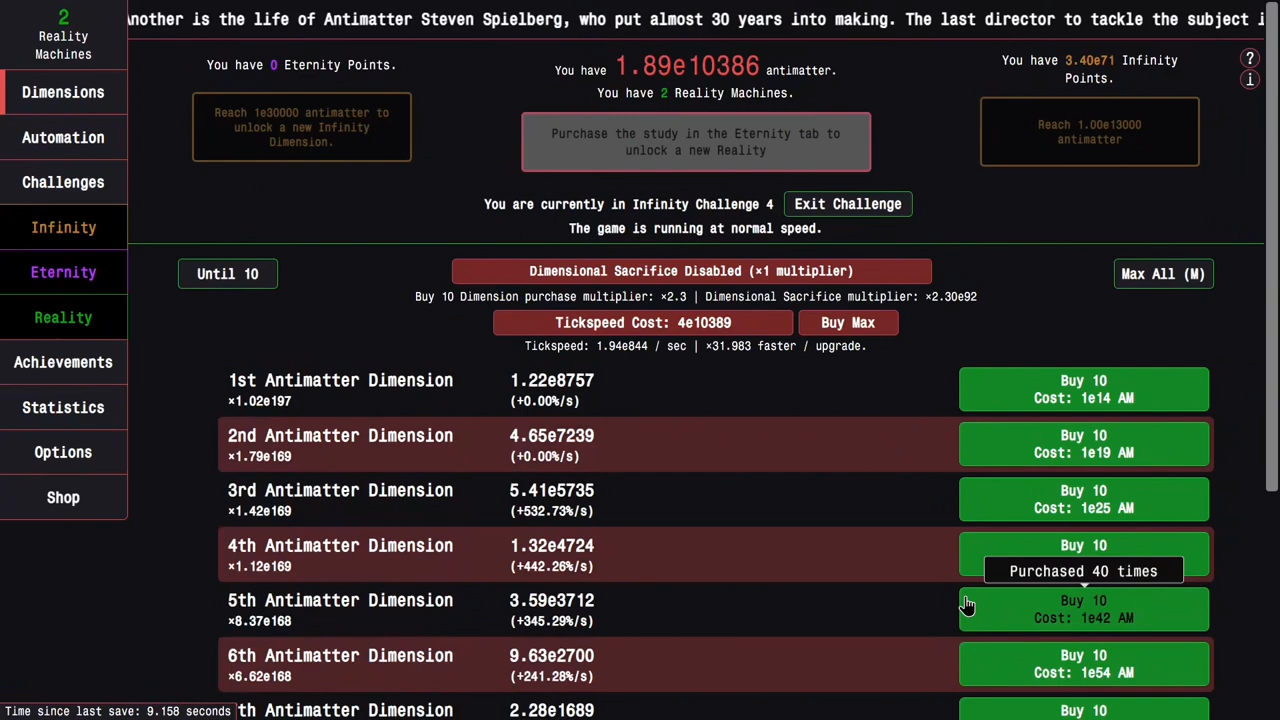 2
Reality
Machines
Another is the life of Antimatter Steven Spielberg, who put almost 30 years into making. The last director to tackle the subject i
Dimensions
Automation
Challenges
Infinity
Eternity
Reality
Achievements
Statistics
Options
Shop
You have 0 Eternity Points.
Reach 1e30000 antimatter to
unlock a new Infinity
Dimension.
You have 1.89e10386 antimatter.
You have 2 Reality Machines.
Purchase the study in the Eternity tab to
unlock a new Reality
You have 3.40e71 Infinity
Points.
Reach 1.00e13000
antimatter
?
i
You are currently in Infinity Challenge 4
Exit Challenge
The game is running at normal speed.
Until 10
Dimensional Sacrifice Disabled (×1 multiplier)
Max All (M)
Buy 10 Dimension purchase multiplier: ×2.3 | Dimensional Sacrifice multiplier: ×2.30e92
Tickspeed Cost: 4e10389
Buy Max
Tickspeed: 1.94e844 / sec | ×31.983 faster / upgrade.
1st Antimatter Dimension 1.22e8757
×1.02e197 (+0.00%/s)
Buy 10
Cost: 1e14 AM
2nd Antimatter Dimension 4.65e7239
×1.79e169 (+0.00%/s)
Buy 10
Cost: 1e19 AM
3rd Antimatter Dimension 5.41e5735
×1.42e169 (+532.73%/s)
Buy 10
Cost: 1e25 AM
4th Antimatter Dimension 1.32e4724
×1.12e169 (+442.26%/s)
Buy 10
Purchased 40 times
5th Antimatter Dimension 3.59e3712
×8.37e168 (+345.29%/s)
Buy 10
Cost: 1e42 AM
6th Antimatter Dimension 9.63e2700
×6.62e168 (+241.28%/s)
Buy 10
Cost: 1e54 AM
th Antimatter Dimension 2.28e1689
Buy 10
Time since last save: 9.158 seconds